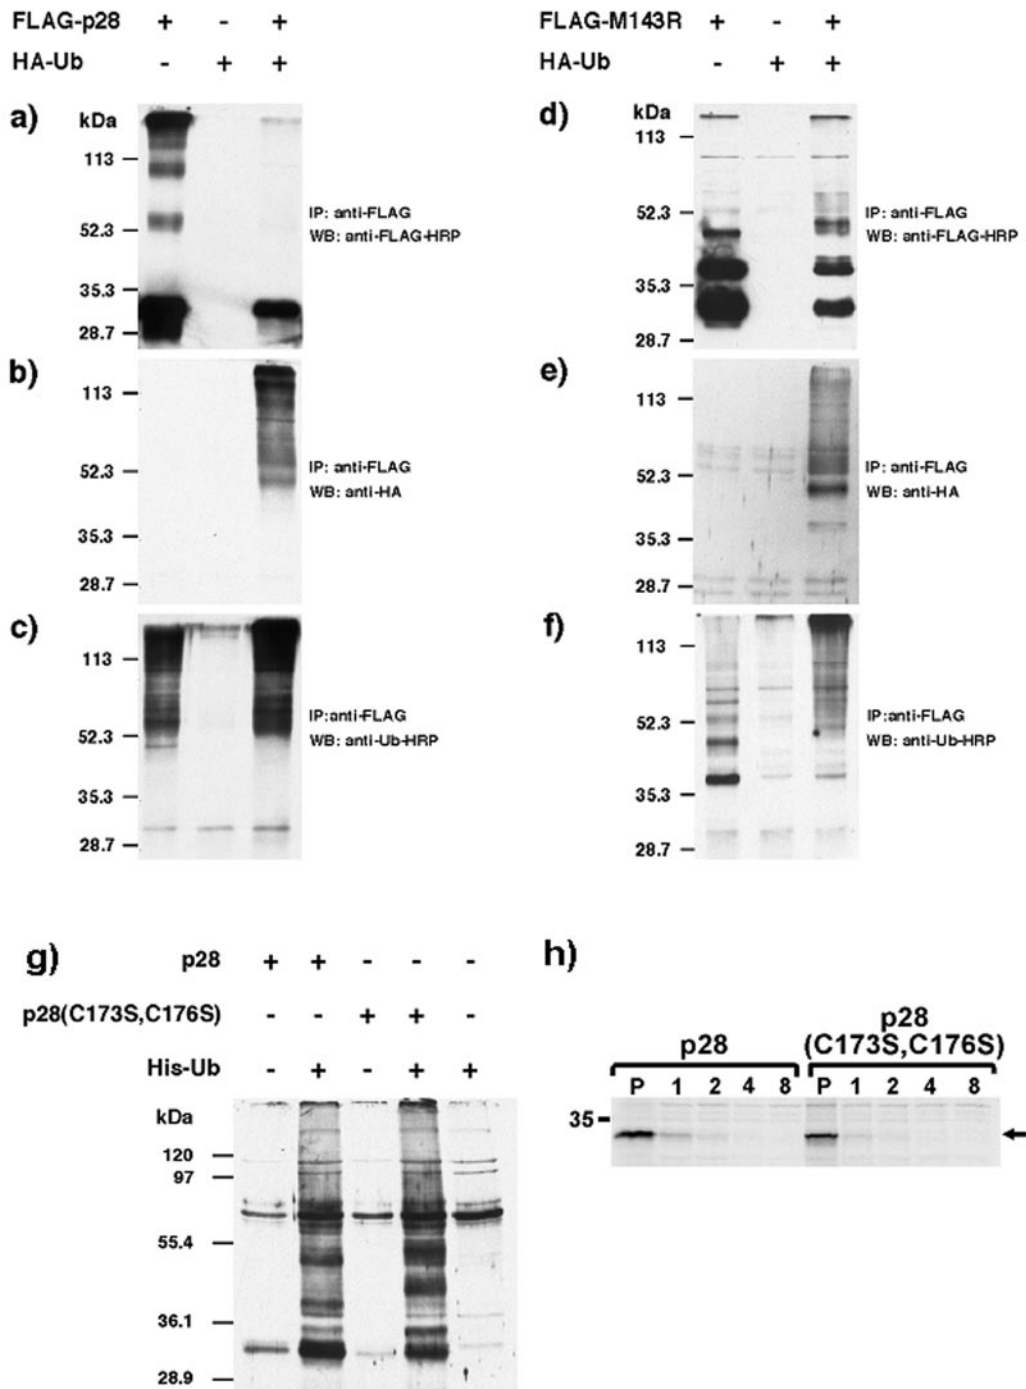 FLAG-p28 + - +
HA-Ub - + +
a) kDa
113
52.3
35.3
28.7
IP: anti-FLAG
WB: anti-FLAG-HRP
b)
113
52.3
35.3
28.7
IP: anti-FLAG
WB: anti-HA
c)
113
52.3
35.3
28.7
IP:anti-FLAG
WB: anti-Ub-HRP
FLAG-M143R + - +
HA-Ub - + +
d) kDa
113
52.3
35.3
28.7
IP: anti-FLAG
WB: anti-FLAG-HRP
e)
113
52.3
35.3
28.7
IP: anti-FLAG
WB: anti-HA
f)
113
52.3
35.3
28.7
IP: anti-FLAG
WB: anti-Ub-HRP
g) p28 + + - - -
p28(C173S,C176S) - - + + -
His-Ub - + - + +
kDa
120
97
55.4
36.1
28.9
h)
p28
p28
(C173S,C176S)
P 1 2 4 8 P 1 2 4 8
35